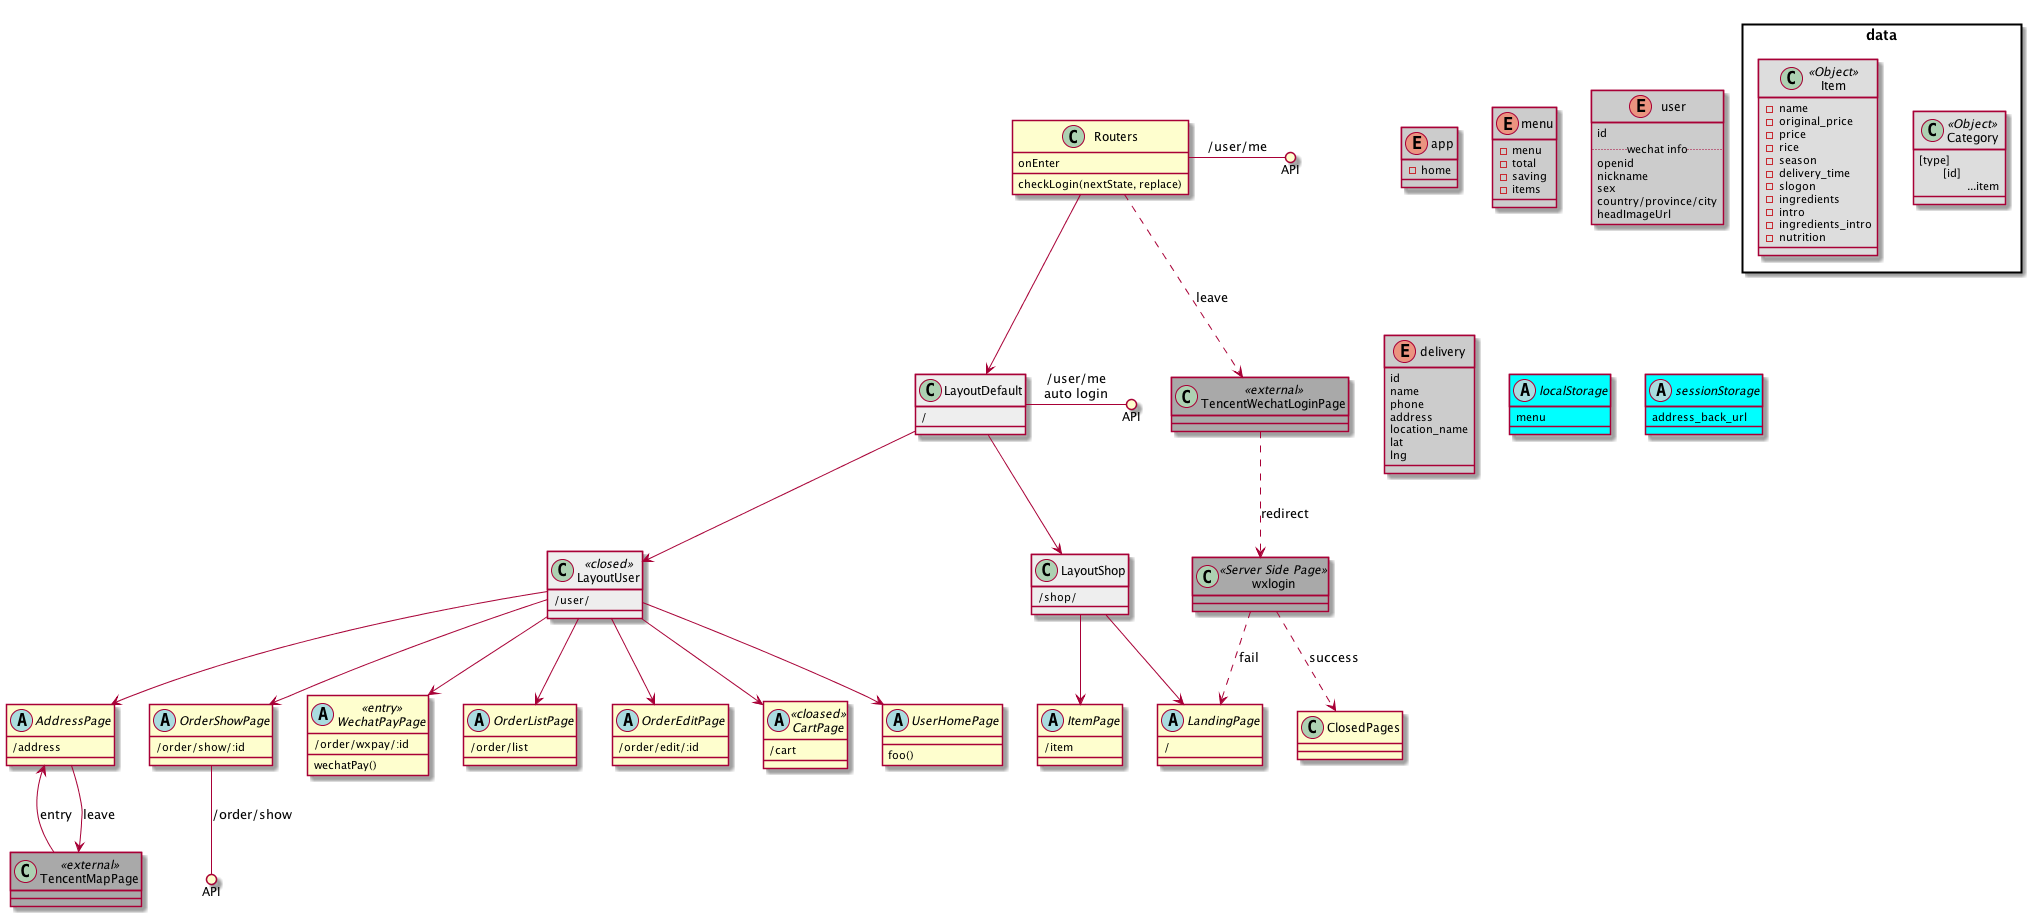 data
C
«Object»
Item
name
original_price
price
rice
season
delivery_time
slogon
ingredients
intro
ingredients_intro
nutrition
C
«Object»
Category
[type]
[id]
...item
C
Routers
onEnter
checkLogin(nextState, replace)
/user/me
API
E
app
home
E
menu
menu
total
saving
items
E
user
id
wechat info
openid
nickname
sex
country/province/city
headImageUrl
leave
C
LayoutDefault
/
/user/me
auto login
API
C
«external»
TencentWechatLoginPage
E
delivery
id
name
phone
address
location_name
lat
lng
A
localStorage
menu
A
sessionStorage
address_back_url
redirect
C
«closed»
LayoutUser
/user/
C
LayoutShop
/shop/
C
«Server Side Page»
wxlogin
fail
success
A
AddressPage
/address
A
OrderShowPage
/order/show/:id
A
«entry»
WechatPayPage
/order/wxpay/:id
wechatPay()
A
OrderListPage
/order/list
A
OrderEditPage
/order/edit/:id
A
«cloased»
CartPage
/cart
A
UserHomePage
foo()
A
ItemPage
/item
A
LandingPage
/
C
ClosedPages
entry
leave
/order/show
C
«external»
TencentMapPage
API